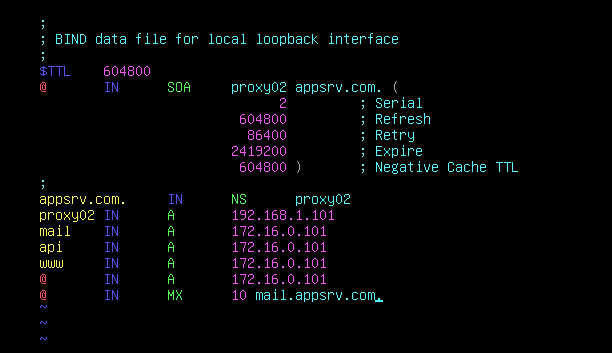 ;
; BIND data file for local loopback interface
;
$TTL    604800
@       IN      SOA     proxy02 appsrv.com. (
                              2         ; Serial
                         604800         ; Refresh
                          86400         ; Retry
                        2419200         ; Expire
                         604800 )       ; Negative Cache TTL
;
appsrv.com.     IN      NS      proxy02
proxy02 IN      A       192.168.1.101
mail    IN      A       172.16.0.101
api     IN      A       172.16.0.101
www     IN      A       172.16.0.101
@       IN      A       172.16.0.101
@       IN      MX      10 mail.appsrv.com.
~
~
~